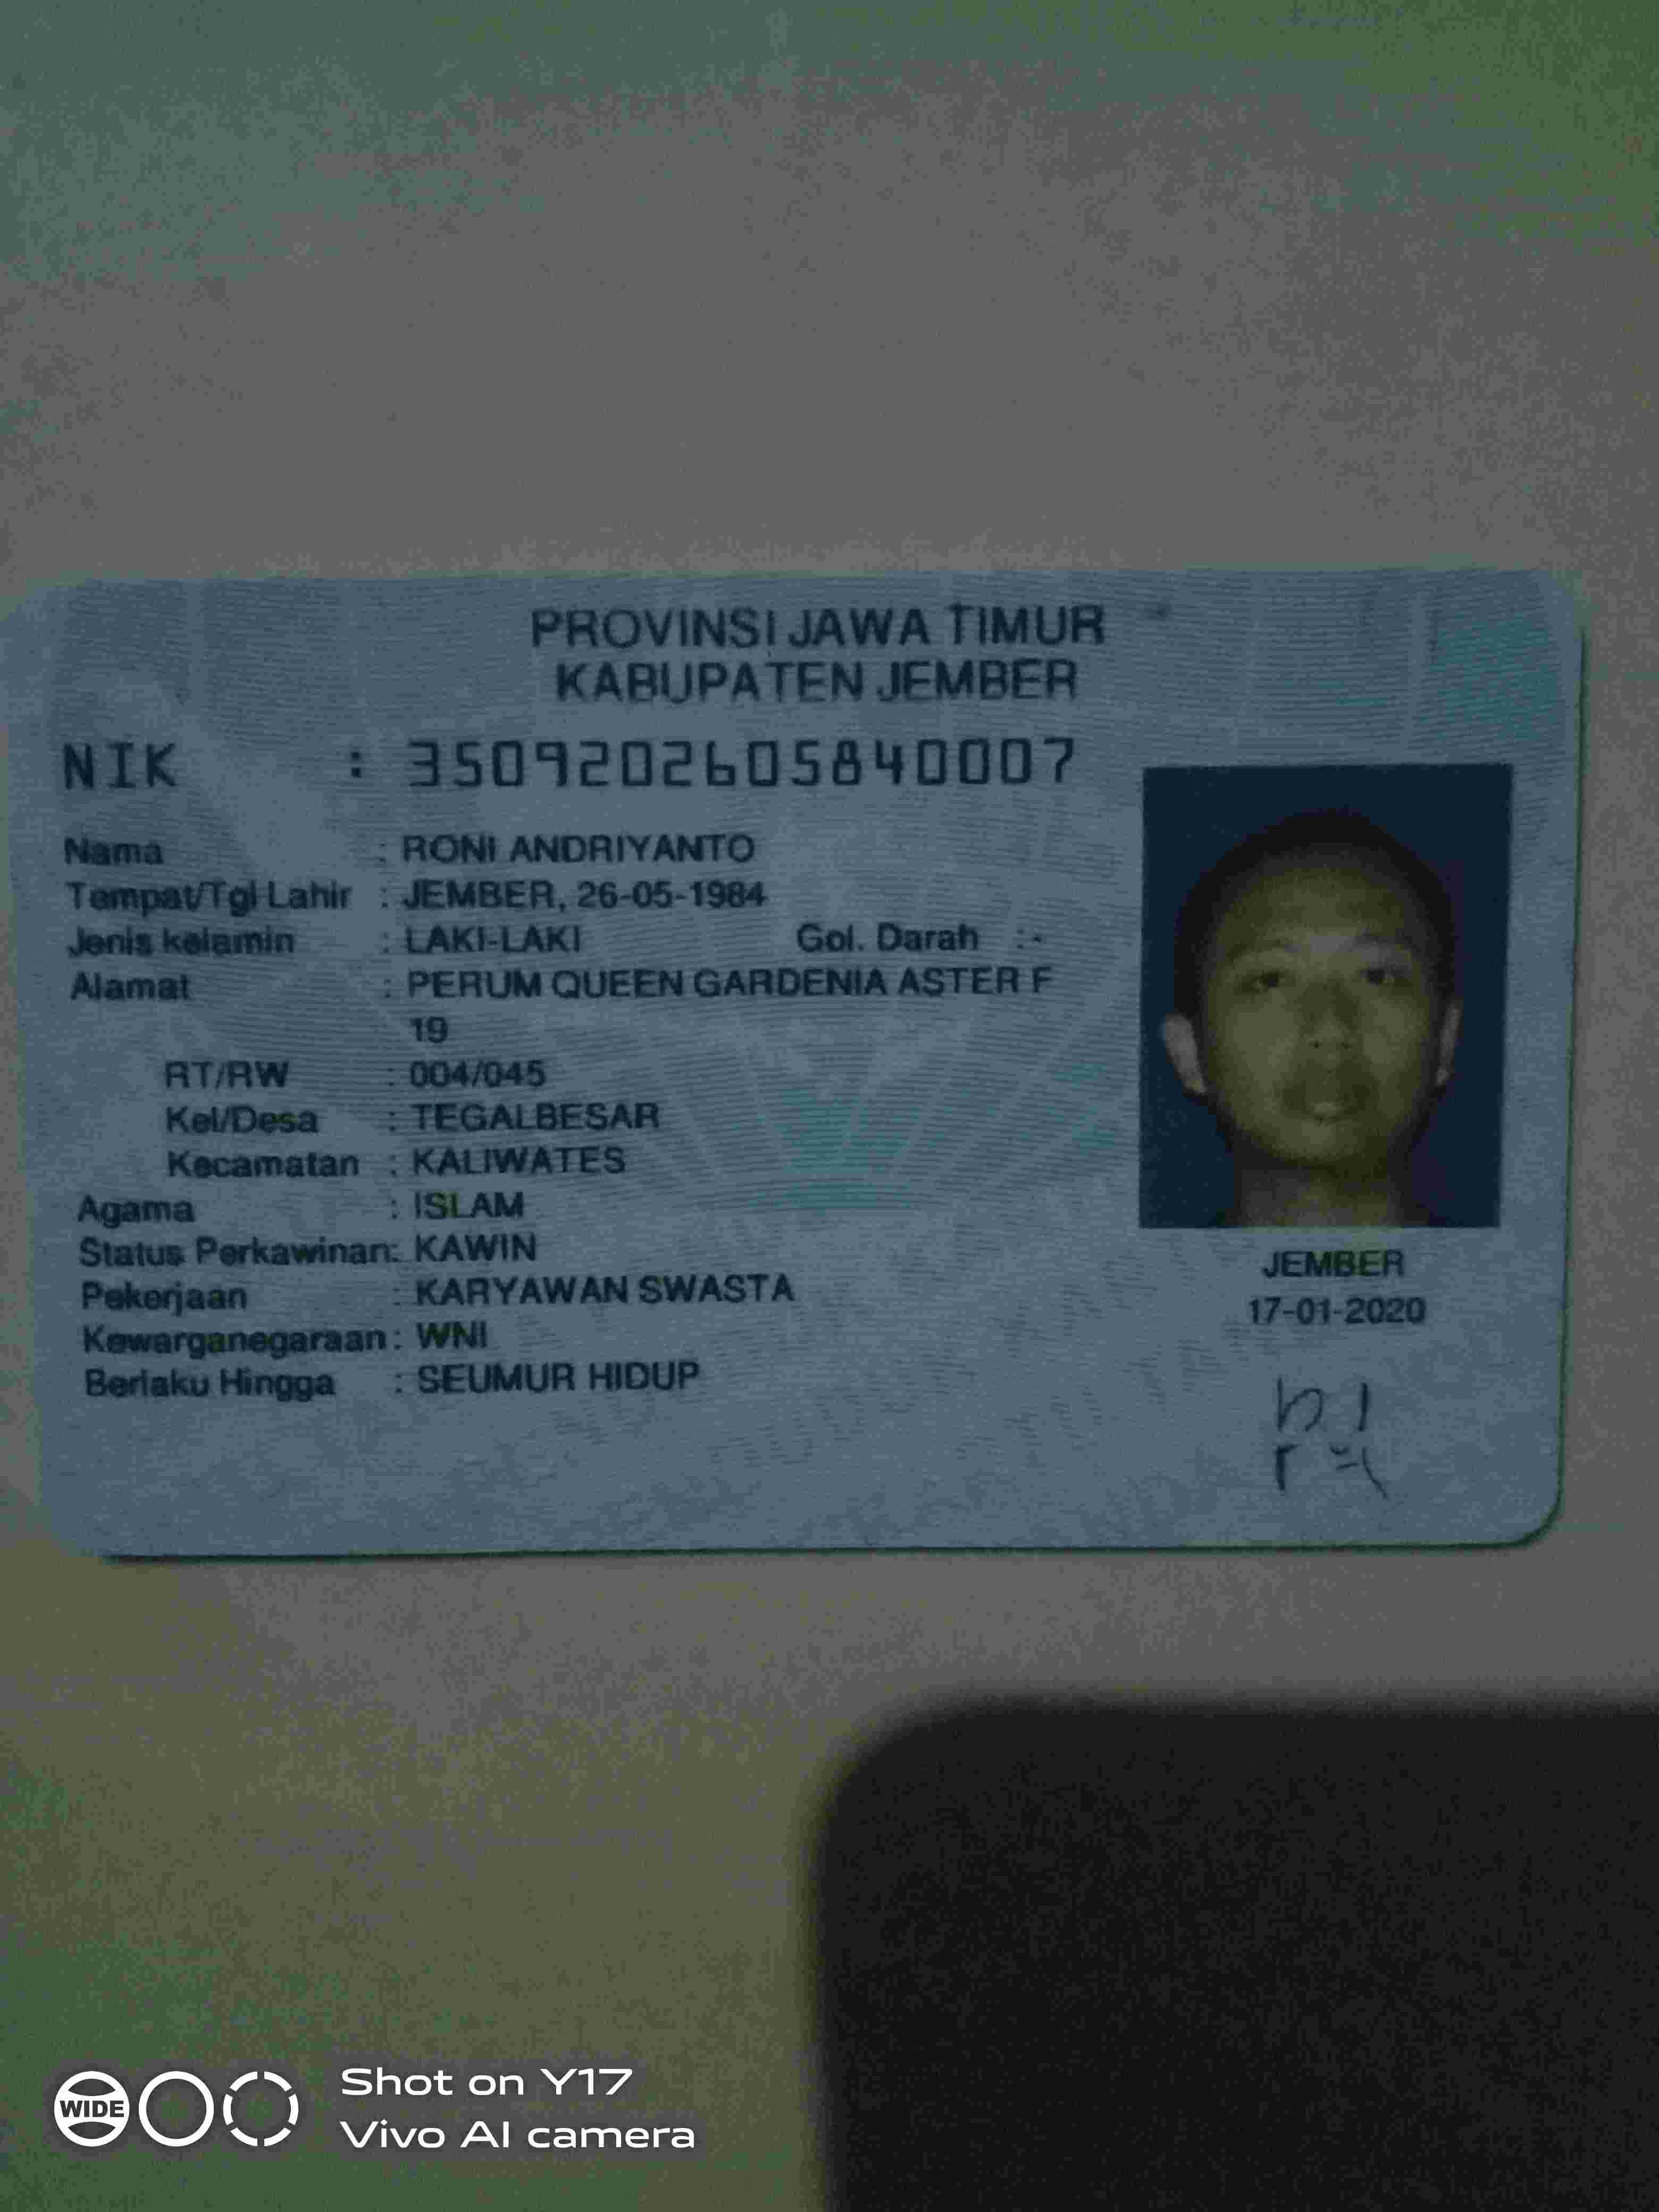 PROVINSI JAWA TIMUR
KABUPATEN JEMBER
NIK : 3509202605840007
Nama : RONI ANDRIYANTO
Tempat/Tgl Lahir : JEMBER, 26-05-1984
Jenis kelamin : LAKI-LAKI Gol. Darah : -
Alamat : PERUM QUEEN GARDENIA ASTER F
19
RT/RW : 004/045
Kel/Desa : TEGALBESAR
Kecamatan : KALIWATES
Agama : ISLAM
Status Perkawinan: KAWIN
Pekerjaan : KARYAWAN SWASTA
Kewarganegaraan : WNI
Berlaku Hingga : SEUMUR HIDUP
JEMBER
17-01-2020
WIDE
Shot on Y17
Vivo AI camera